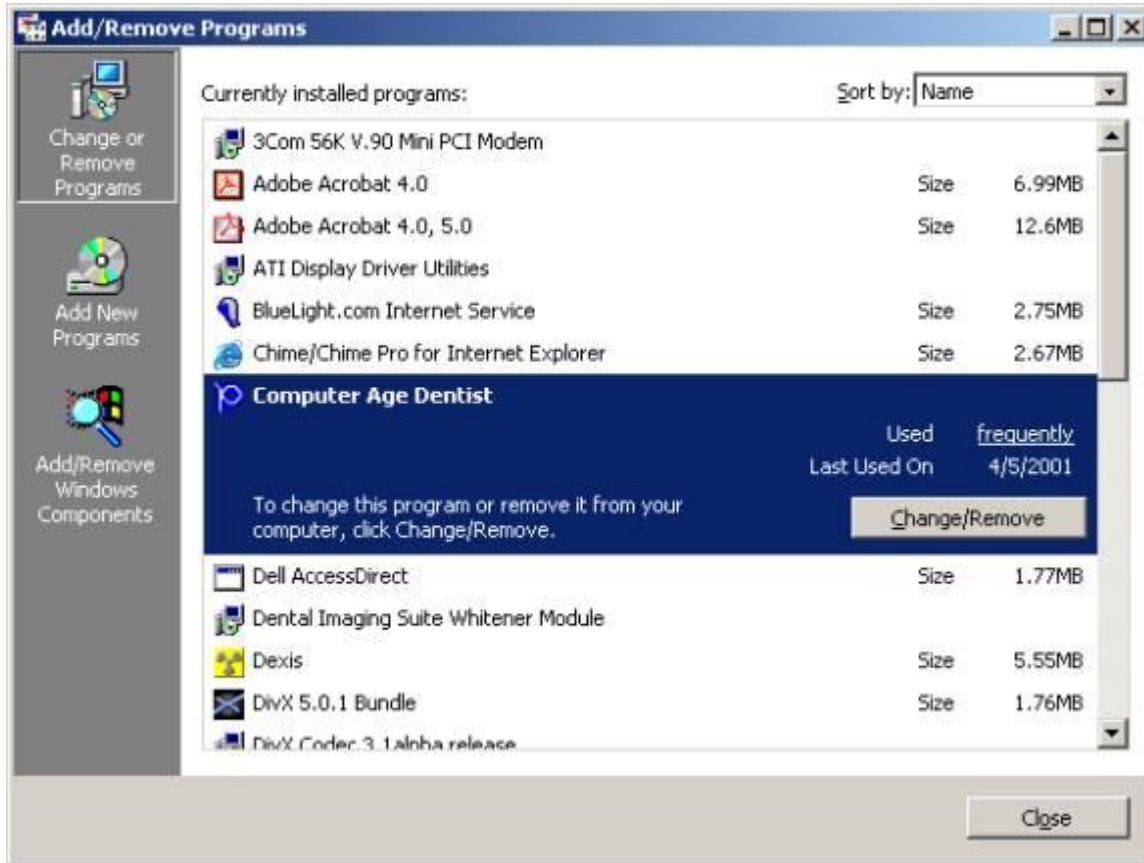 Add/Remove Programs
Change or
Remove
Programs
Add New
Programs
Add/Remove
Windows
Components
Currently installed programs:
Sort by: Name
3Com 56K V.90 Mini PCI Modem
Adobe Acrobat 4.0 Size 6.99MB
Adobe Acrobat 4.0, 5.0 Size 12.6MB
ATI Display Driver Utilities
BlueLight.com Internet Service Size 2.75MB
Chime/Chime Pro for Internet Explorer Size 2.67MB
Computer Age Dentist
Used frequently
Last Used On 4/5/2001
To change this program or remove it from your
computer, click Change/Remove.
Change/Remove
Dell AccessDirect Size 1.77MB
Dental Imaging Suite Whitener Module
Dexis Size 5.55MB
DivX 5.0.1 Bundle Size 1.76MB
DivX Codec 3.1alpha release
Close